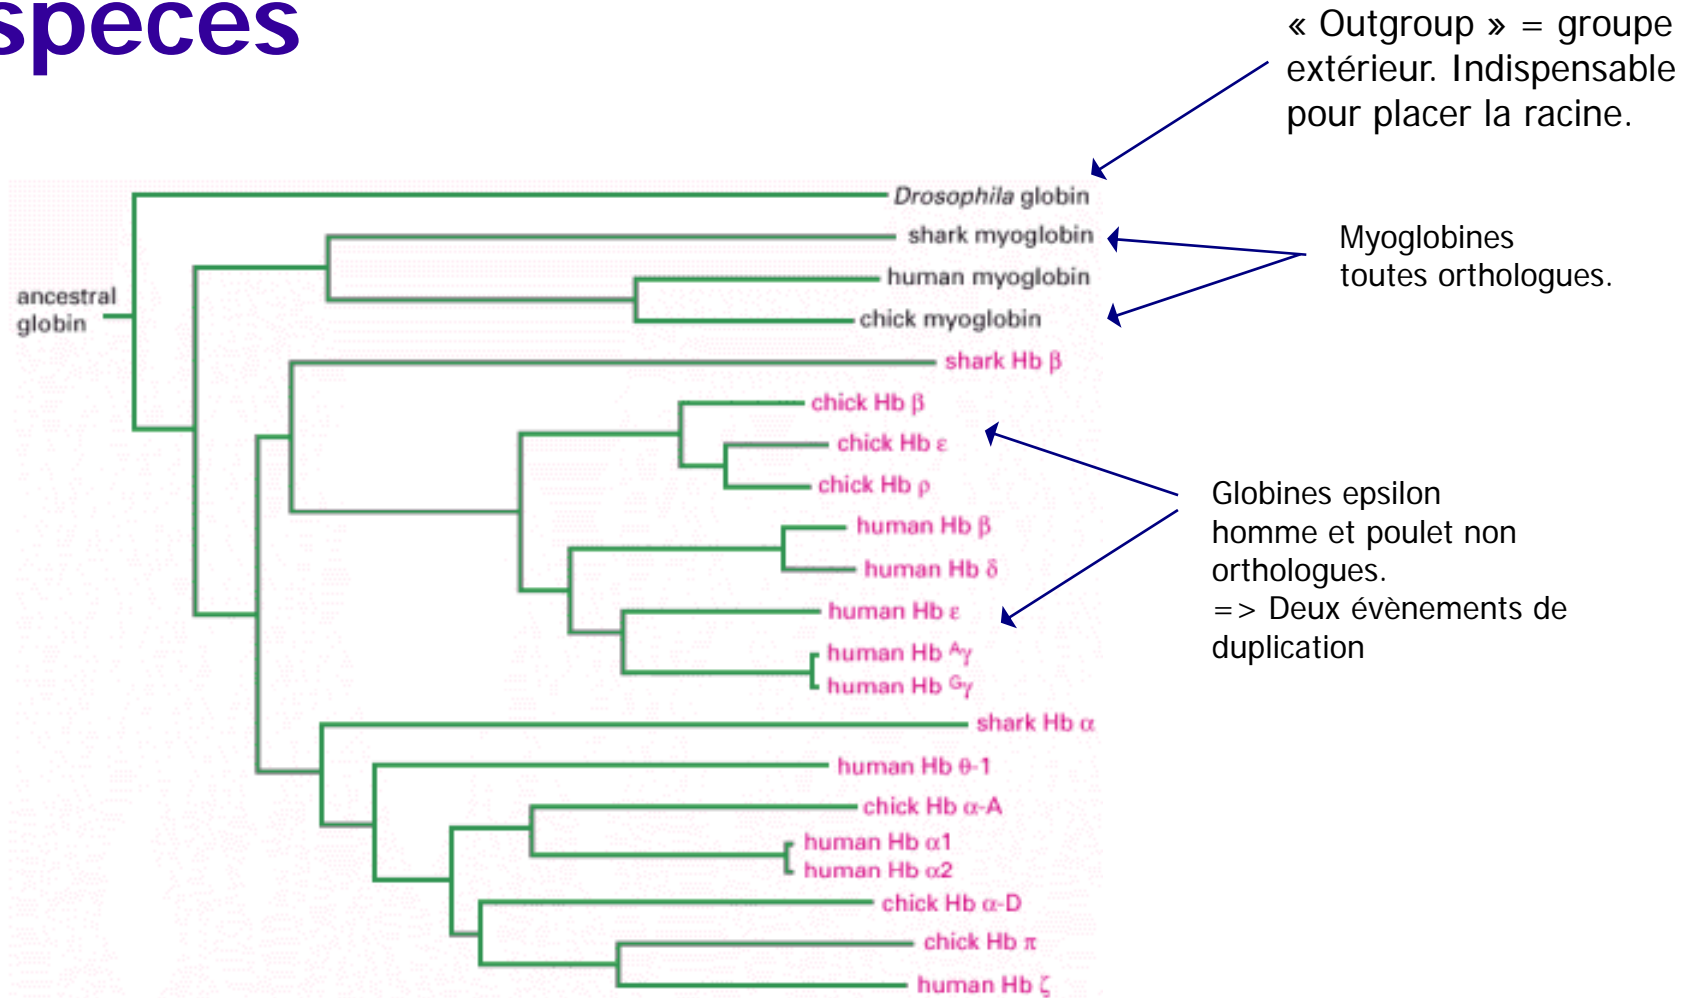 spèces
« Outgroup » = groupe
extérieur. Indispensable
pour placer la racine.
Drosophila globin
shark myoglobin
human myoglobin
chick myoglobin
Myoglobines
toutes orthologues.
ancestral
globin
shark Hb β
chick Hb β
chick Hb ε
chick Hb ρ
human Hb β
human Hb δ
human Hb ε
human Hb Aγ
human Hb Gγ
Globines epsilon
homme et poulet non
orthologues.
=> Deux évènements de
duplication
shark Hb α
human Hb θ-1
chick Hb α-A
human Hb α1
human Hb α2
chick Hb α-D
chick Hb π
human Hb ζ